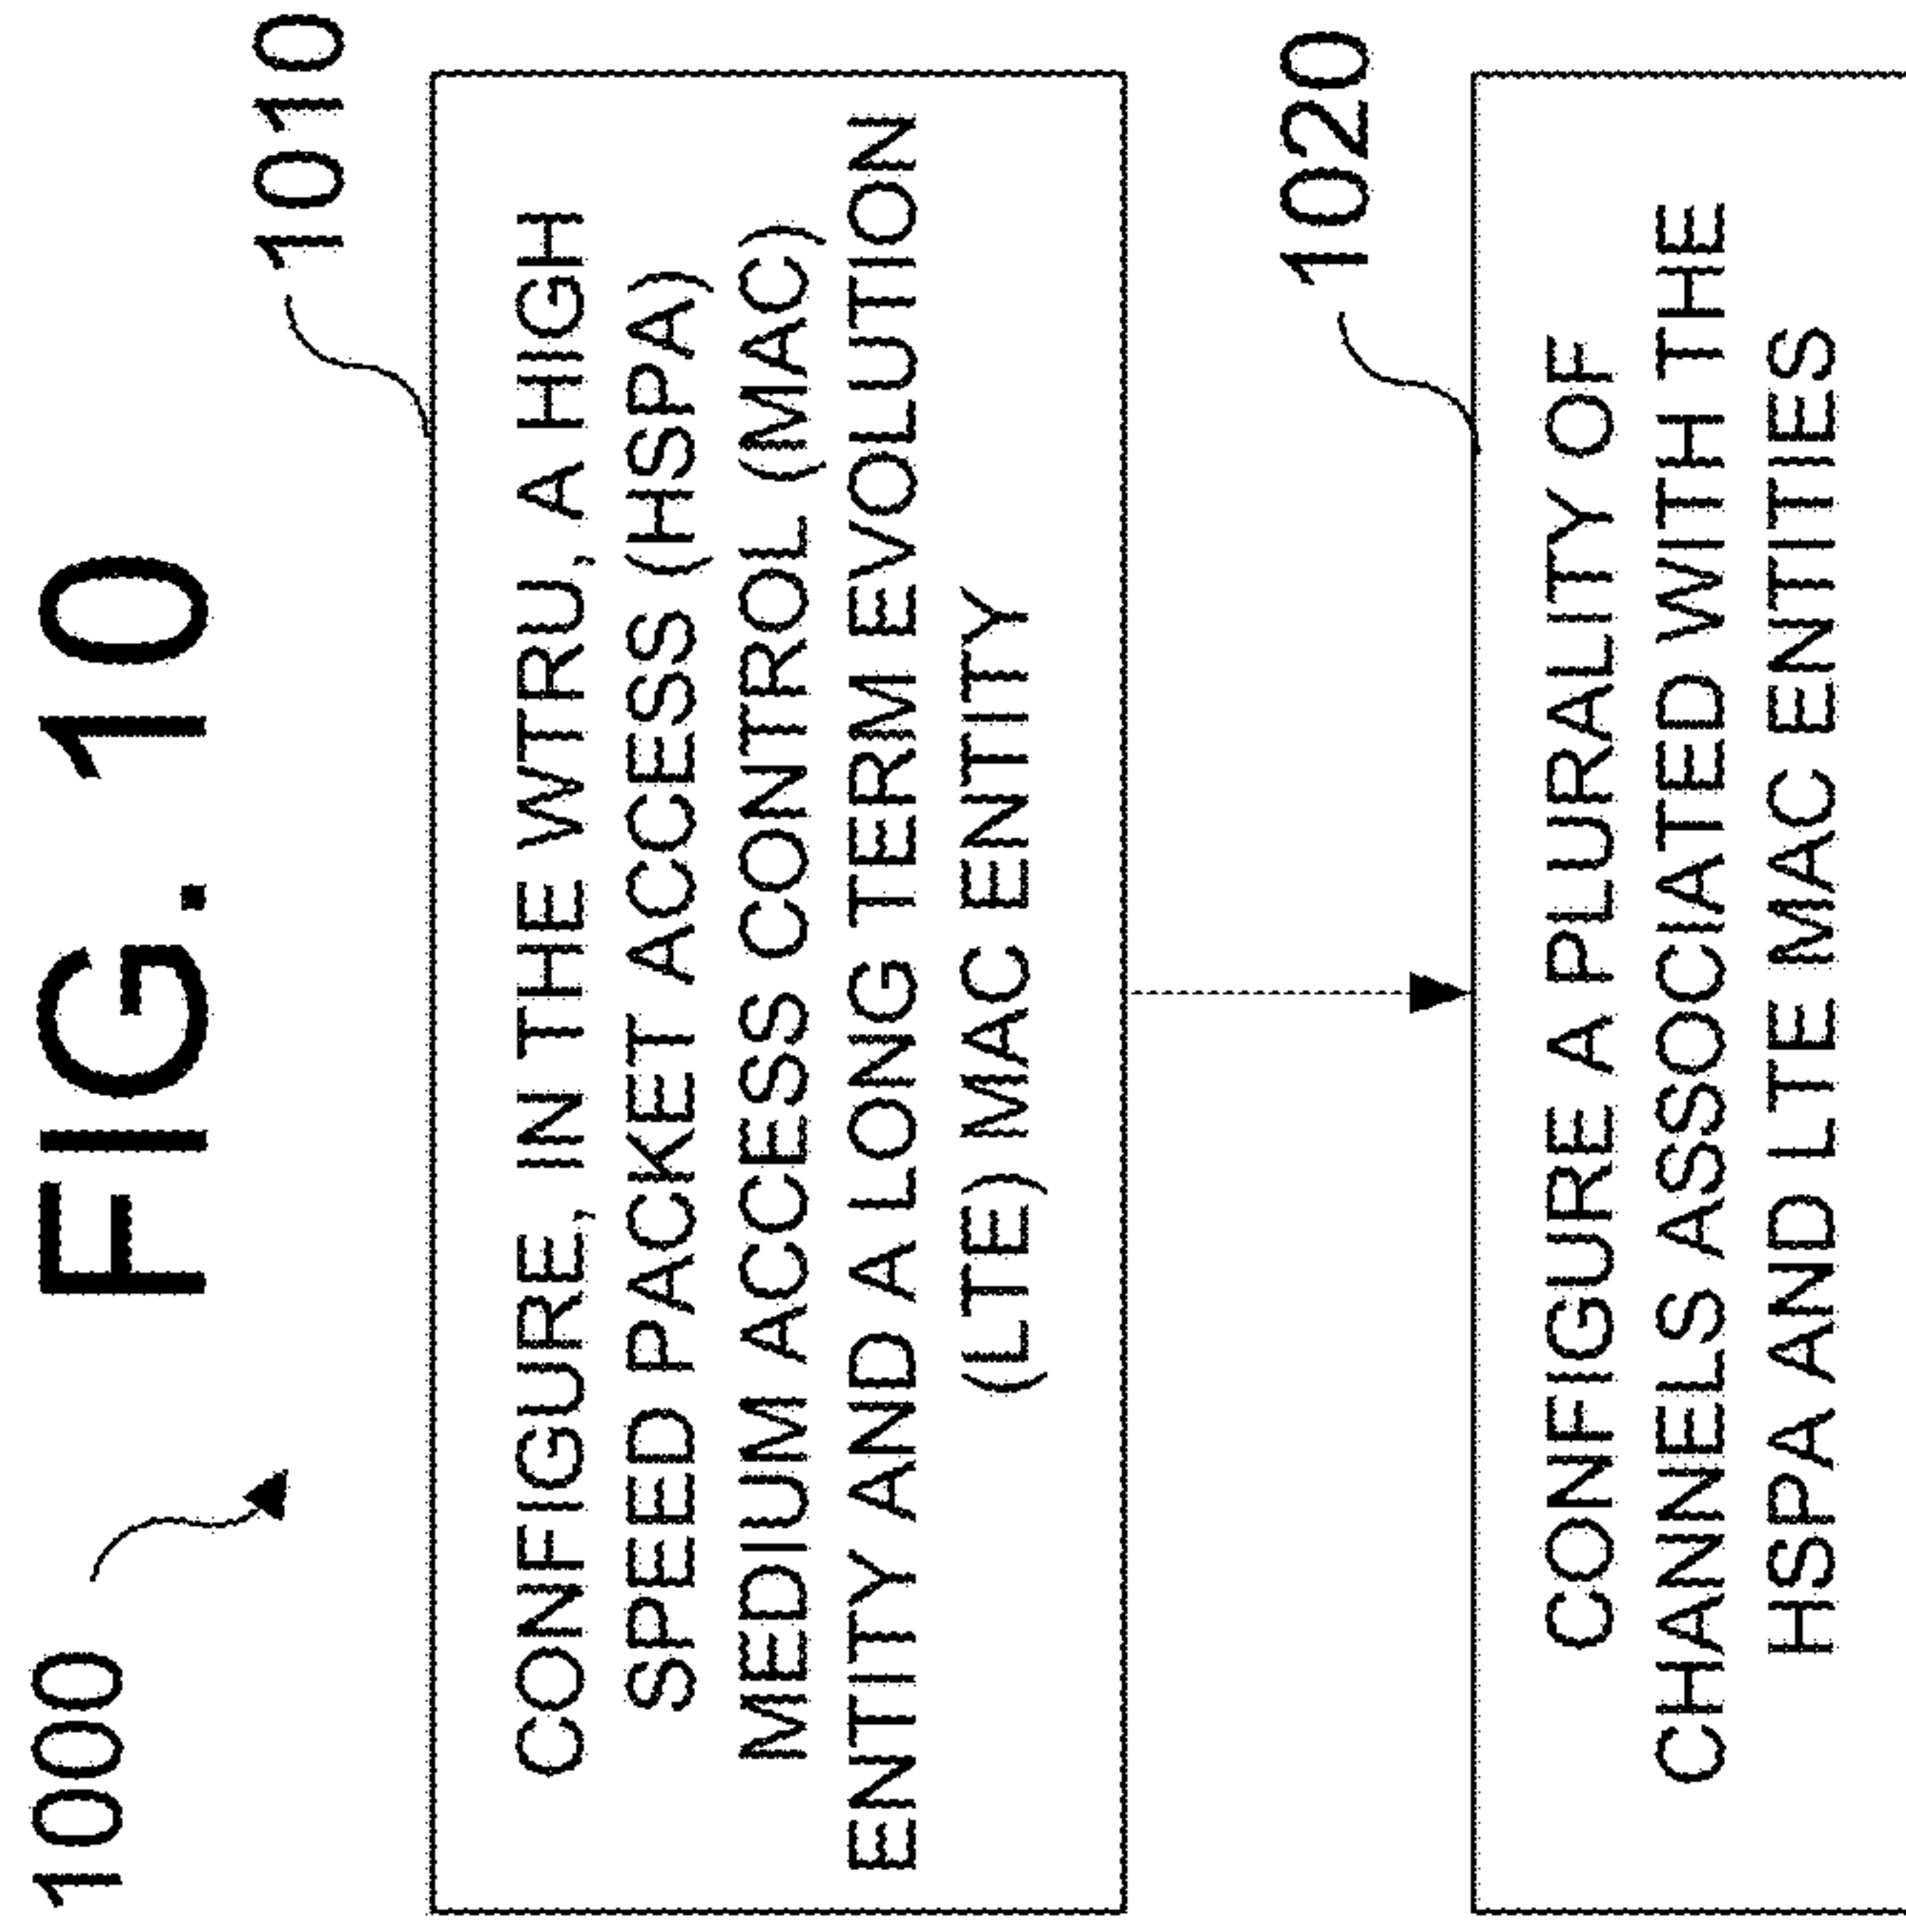 FIG. 10
1000
1010
CONFIGURE, IN THE WTRU, A HIGH
SPEED PACKET ACCESS (HSPA)
MEDIUM ACCESS CONTROL (MAC)
ENTITY AND A LONG TERM EVOLUTION
(LTE) MAC ENTITY
1020
CONFIGURE A PLURALITY OF
CHANNELS ASSOCIATED WITH THE
HSPA AND LTE MAC ENTITIES